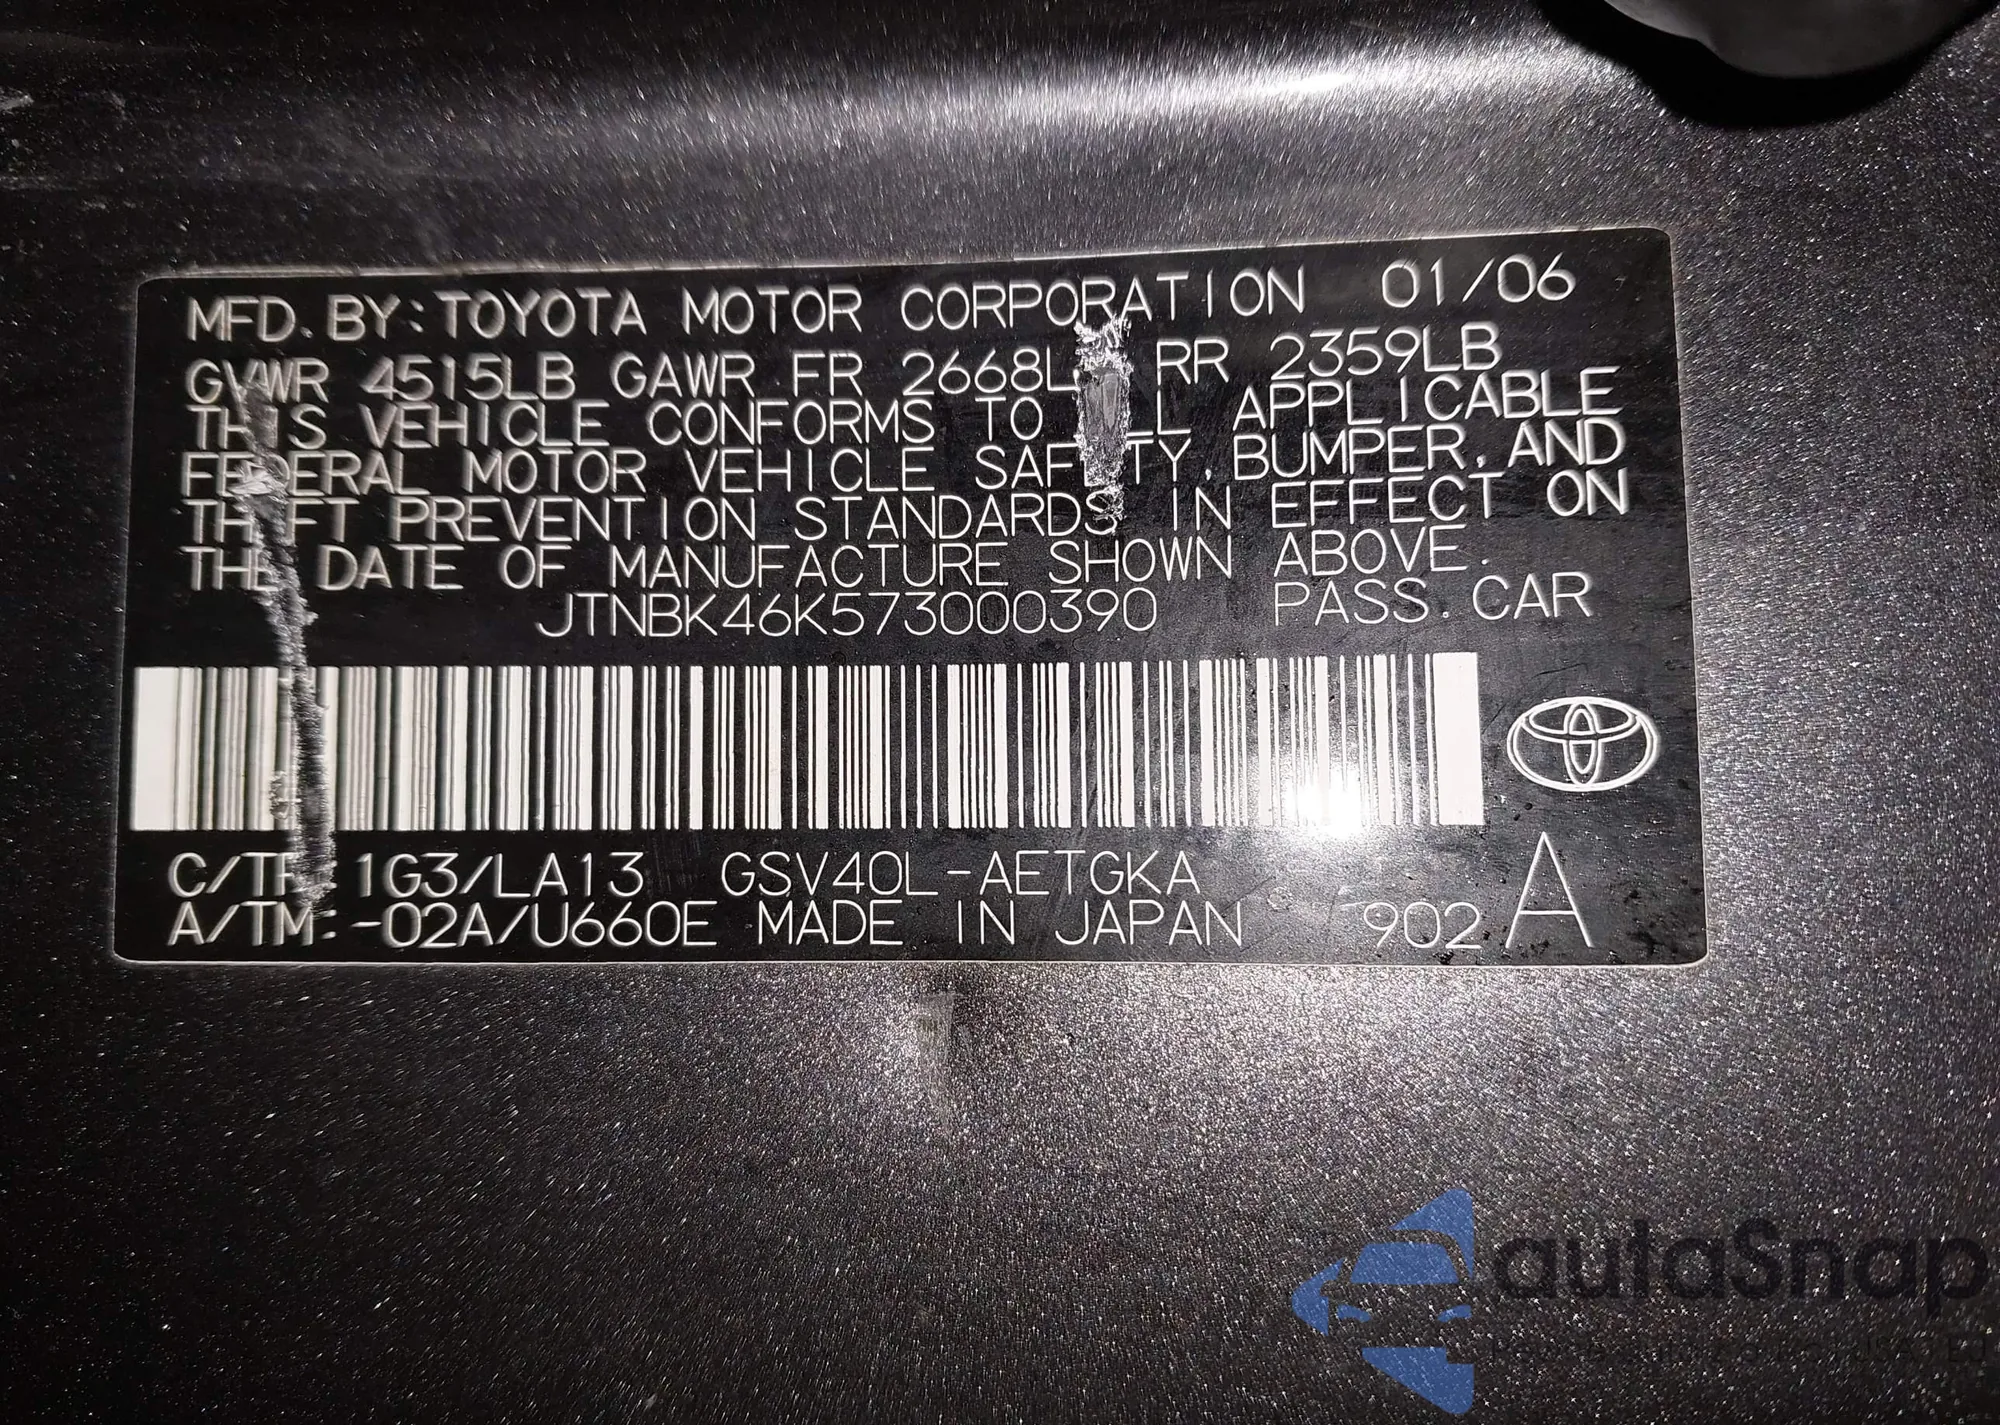 MFD. BY: TOYOTA MOTOR CORPORATION 01/06
GVWR 4515LB GAWR FR 2668L RR 2359LB
THIS VEHICLE CONFORMS TO LL APPLICABLE
FEDERAL MOTOR VEHICLE SAFETY, BUMPER, AND
THEFT PREVENTION STANDARDS IN EFFECT ON
THE DATE OF MANUFACTURE SHOWN ABOVE.
JTNBK46K573000390 PASS. CAR
C/TR: 1G3/LA13 GSV40L-AETGKA
A/TM: -02A/U660E MADE IN JAPAN 902 A
autaSnap